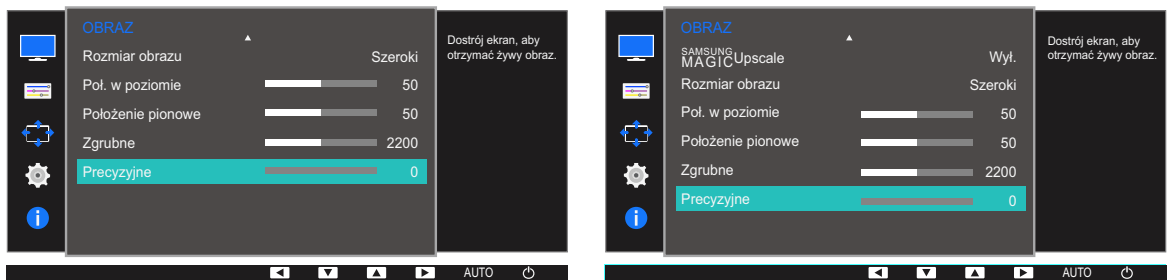 OBRAZ
Rozmiar obrazu Szeroki
Poł. w poziomie 50
Położenie pionowe 50
Zgrubne 2200
Precyzyjne 0
Dostrój ekran, aby
otrzymać żywy obraz.
AUTO
OBRAZ
SAMSUNG
MAGIC Upscale Wył.
Rozmiar obrazu Szeroki
Poł. w poziomie 50
Położenie pionowe 50
Zgrubne 2200
Precyzyjne 0
Dostrój ekran, aby
otrzymać żywy obraz.
AUTO